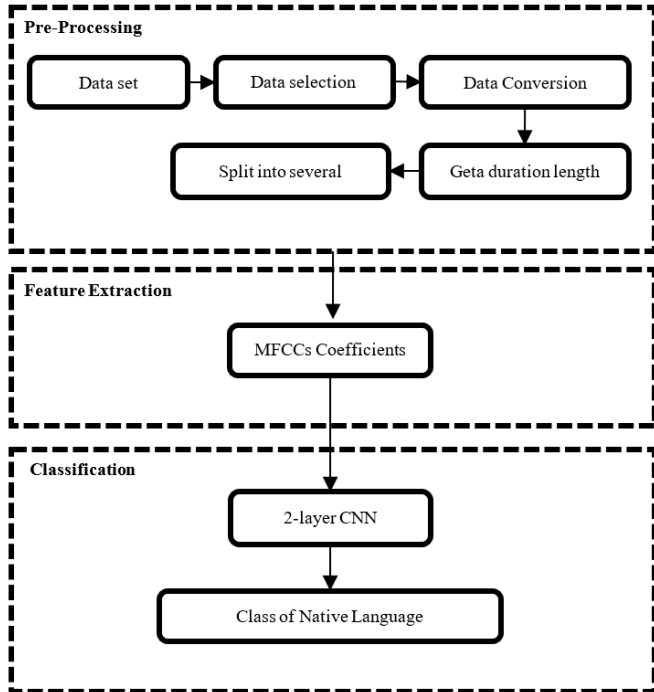 Pre-Processing
Data set
Data selection
Data Conversion
Split into several
Geta duration length
Feature Extraction
MFCCs Coefficients
Classification
2-layer CNN
Class of Native Language